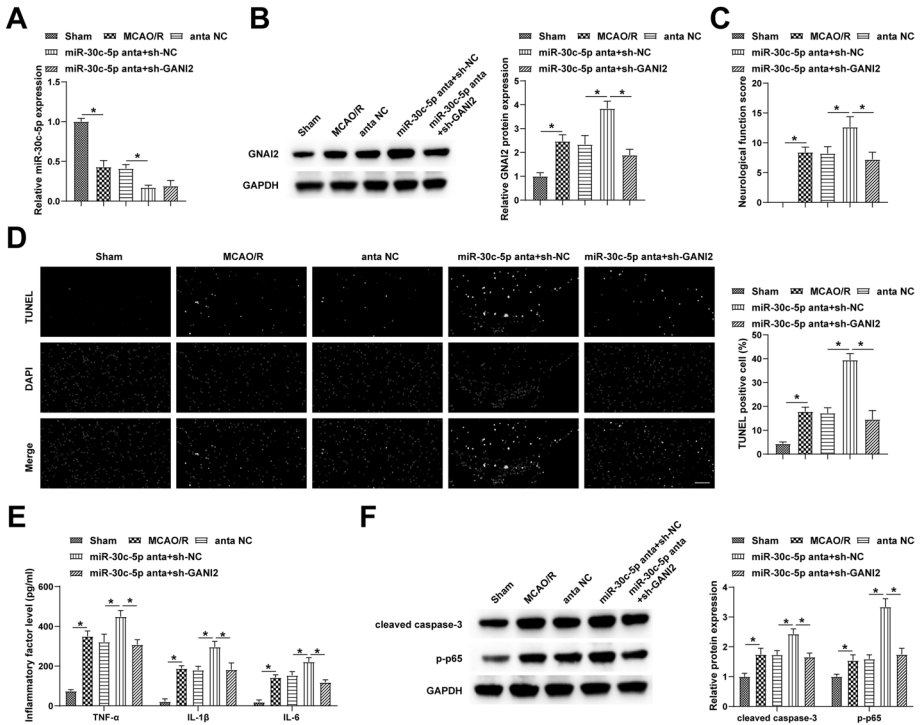 A
Sham MCAO/R anta NC
miR-30c-5p anta+sh-NC
miR-30c-5p anta+sh-GANI2
Relative miR-30c-5p expression
1.5
1.0
0.5
0.0
*
*
B
Sham
MCAO/R
anta NC
miR-30c-5p anta+sh-NC
miR-30c-5p anta
+sh-GANI2
GNAI2
GAPDH
Sham MCAO/R anta NC
miR-30c-5p anta+sh-NC
miR-30c-5p anta+sh-GANI2
Relative GNAI2 protein expression
5
4
3
2
1
0
*
*
*
C
Sham MCAO/R anta NC
miR-30c-5p anta+sh-NC
miR-30c-5p anta+sh-GANI2
Neurological function score
20
15
10
5
0
*
*
*
D
Sham MCAO/R anta NC miR-30c-5p anta+sh-NC miR-30c-5p anta+sh-GANI2
TUNEL
DAPI
Merge
Sham MCAO/R anta NC
miR-30c-5p anta+sh-NC
miR-30c-5p anta+sh-GANI2
TUNEL positive cell (%)
50
40
30
20
10
0
*
*
*
E
Sham MCAO/R anta NC
miR-30c-5p anta+sh-NC
miR-30c-5p anta+sh-GANI2
Inflammatory factor level (pg/ml)
600
400
200
0
* * *
* * *
* * *
TNF-α IL-1β IL-6
F
Sham
MCAO/R
anta NC
miR-30c-5p anta+sh-NC
miR-30c-5p anta
+sh-GANI2
cleaved caspase-3
p-p65
GAPDH
Sham MCAO/R anta NC
miR-30c-5p anta+sh-NC
miR-30c-5p anta+sh-GANI2
Relative protein expression
4
3
2
1
0
* * *
* * *
cleaved caspase-3 p-p65